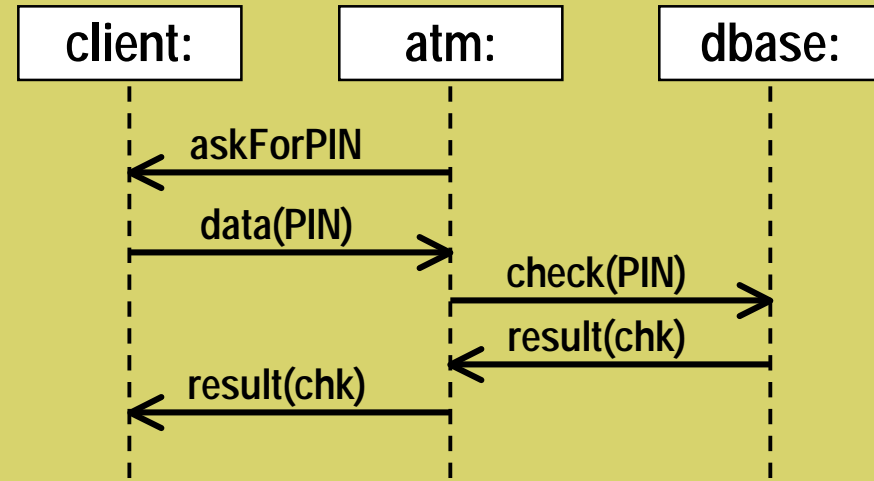 client:
atm:
dbase:
askForPIN
data(PIN)
check(PIN)
result(chk)
result(chk)